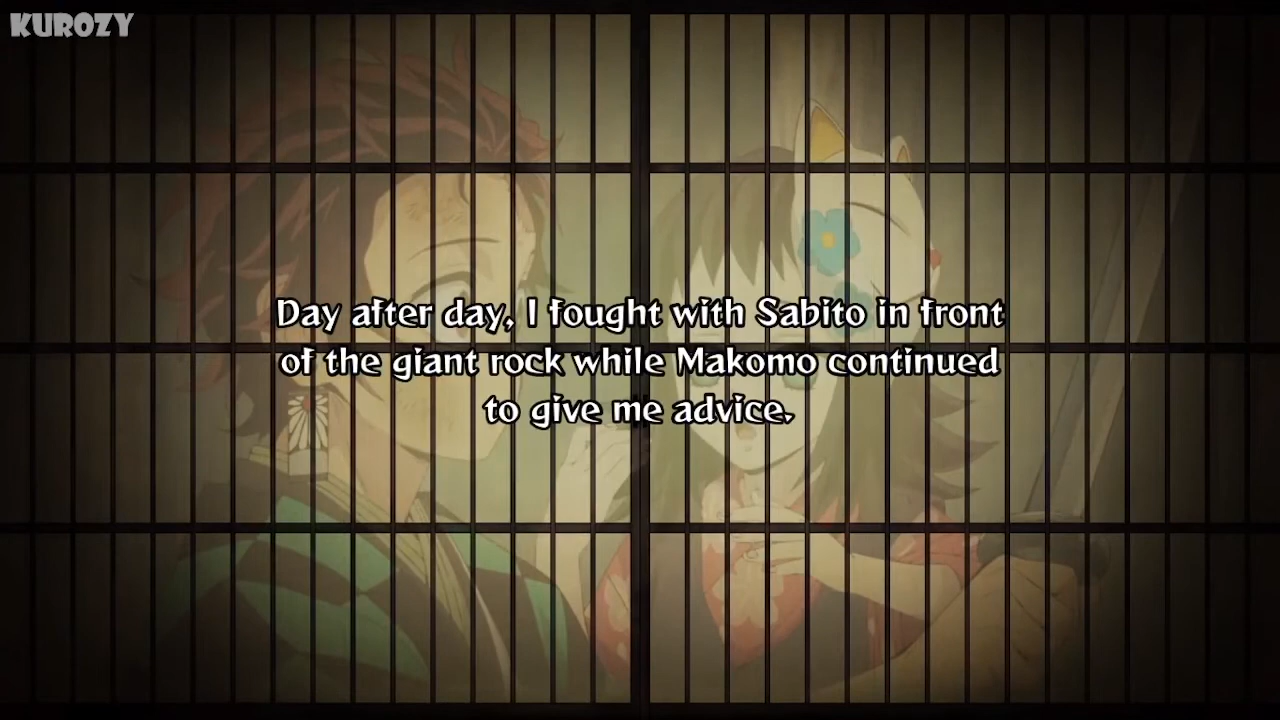 KUROZY
Day after day, I fought with Sabito in front
of the giant rock while Makomo continued
to give me advice.